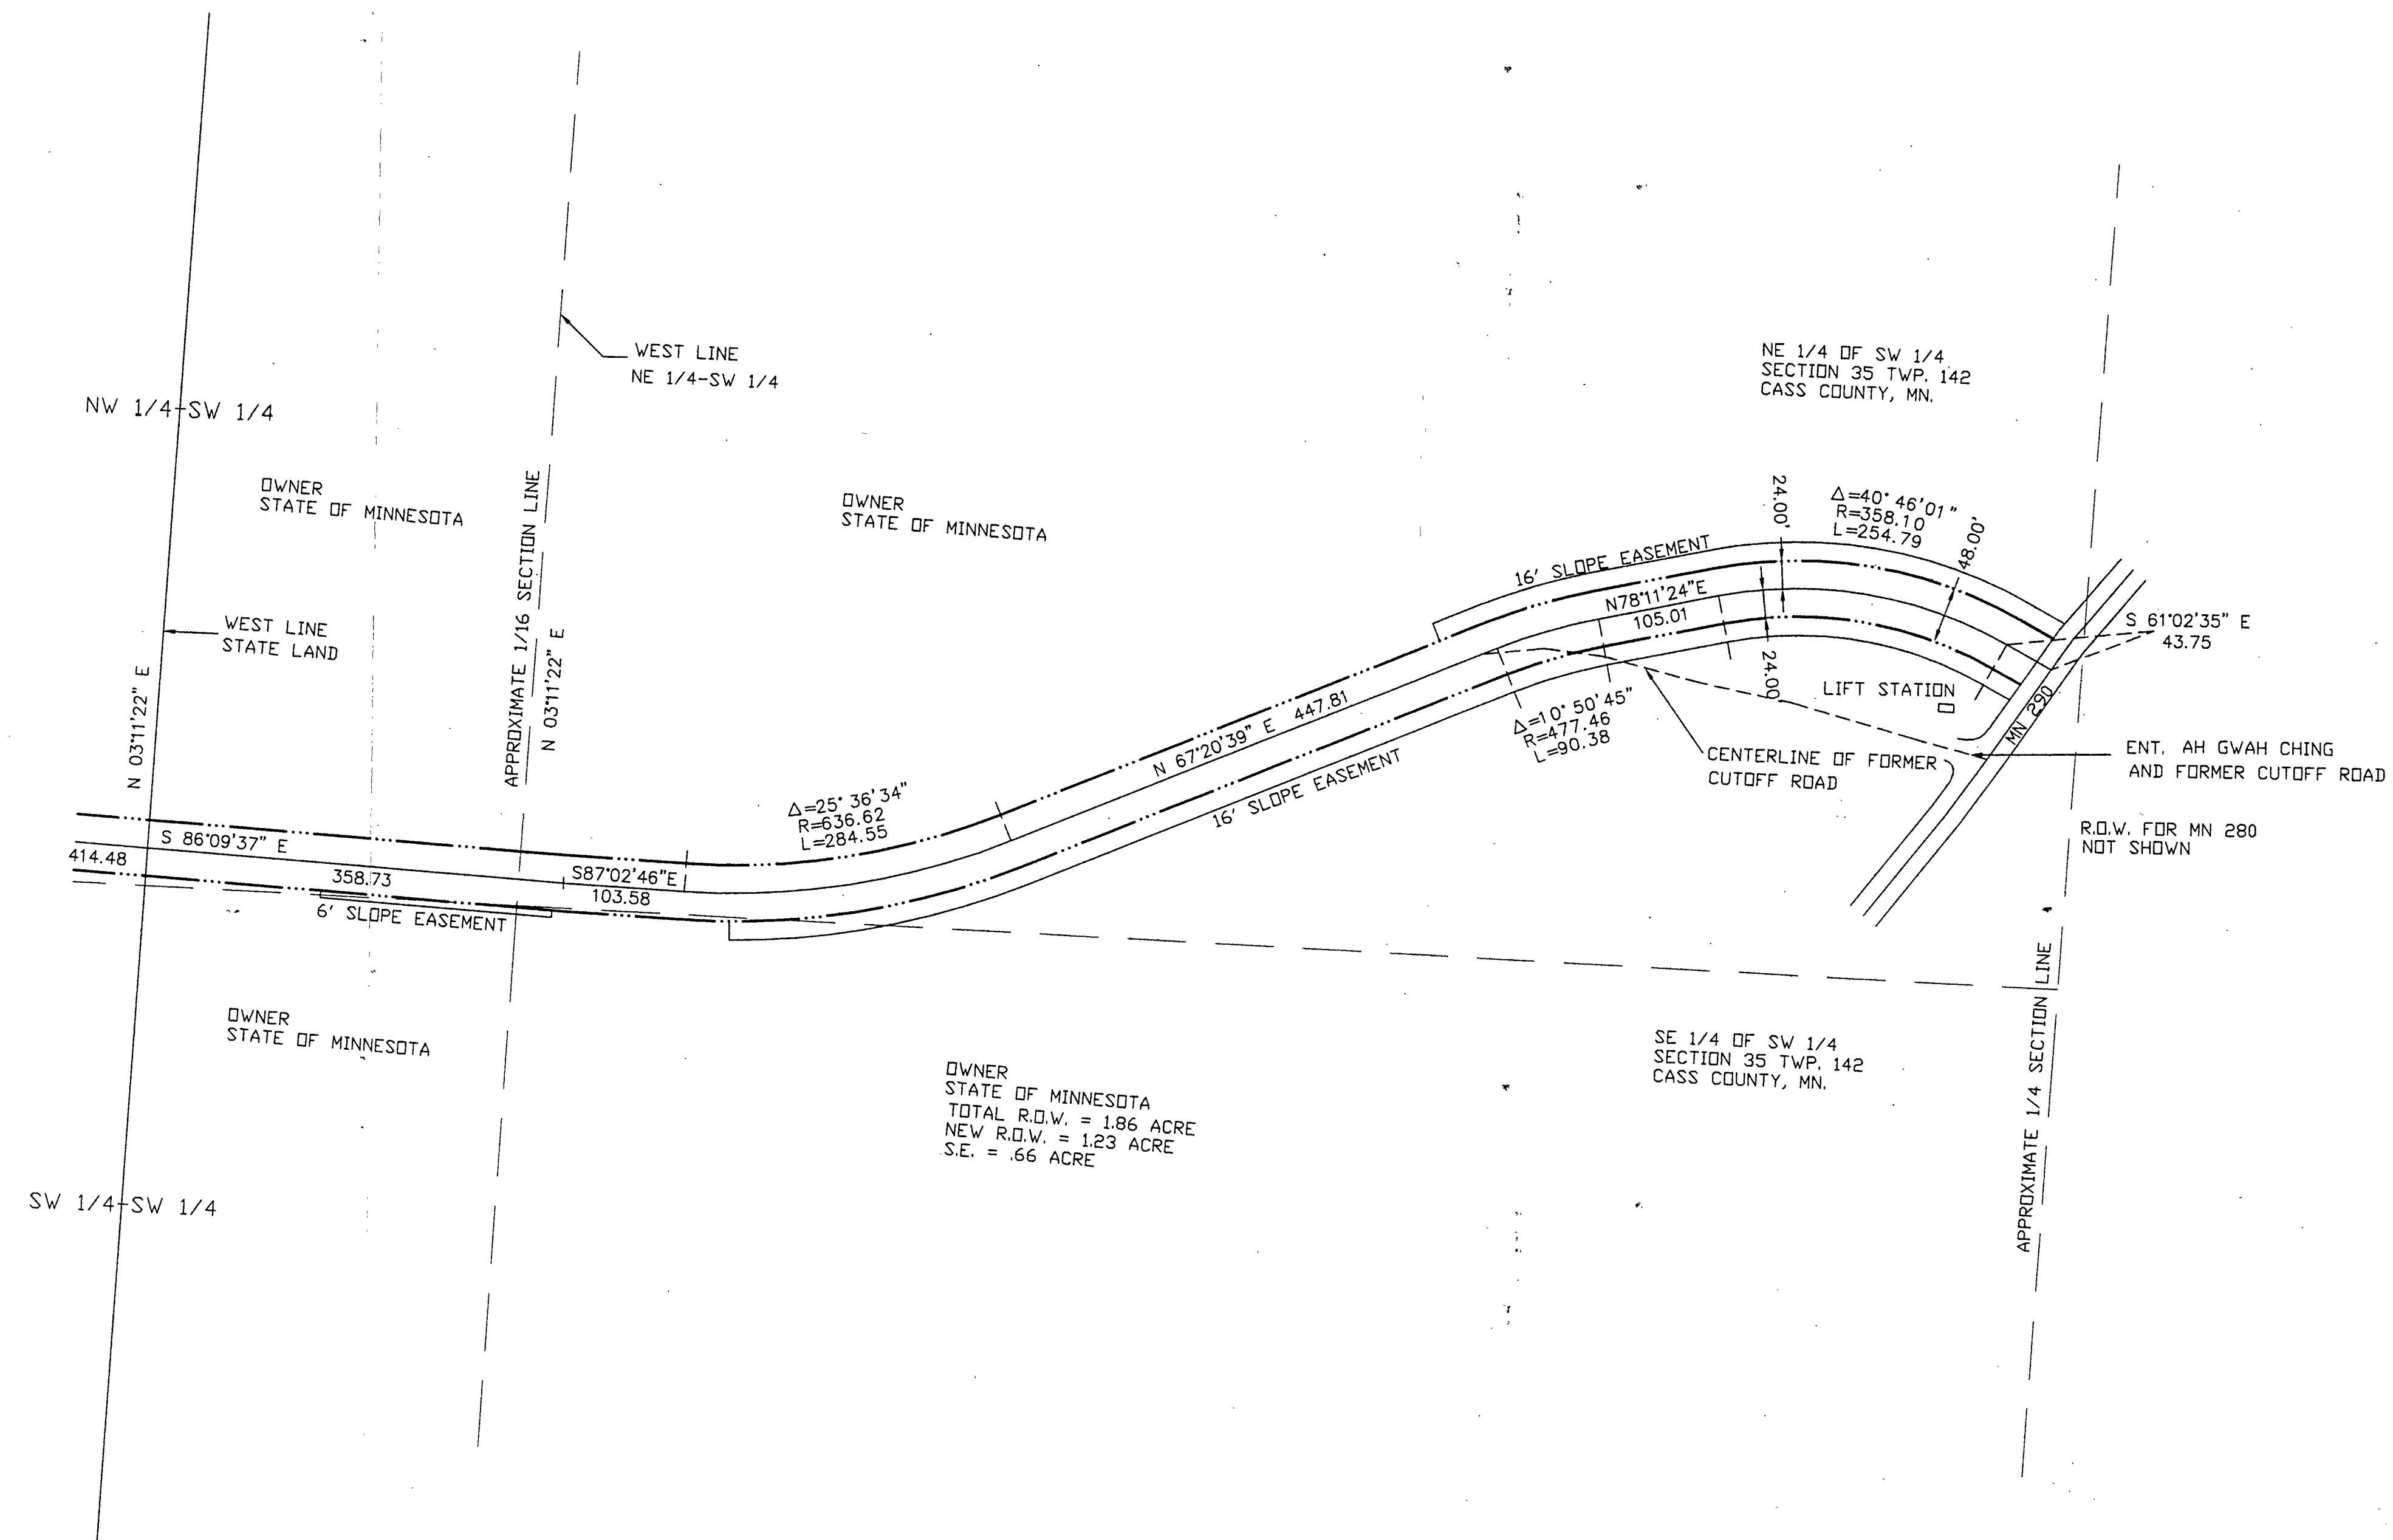 WEST LINE
NE 1/4-SW 1/4
NE 1/4 OF SW 1/4
SECTION 35 TWP. 142
CASS COUNTY, MN.
NW 1/4-SW 1/4
OWNER
STATE OF MINNESOTA
APPROXIMATE 1/16 SECTION LINE
N 03°11'22" E
OWNER
STATE OF MINNESOTA
WEST LINE
STATE LAND
N 03°11'22" E
16' SLOPE EASEMENT
24.00'
Δ=40°46'01"
R=358.10
L=254.79
48.00'
N78°11'24"E
105.01
24.00
S 61°02'35" E
43.75
LIFT STATION
MN 290
ENT. AH GWAH CHING
AND FORMER CUTOFF ROAD
CENTERLINE OF FORMER
CUTOFF ROAD
R.O.W. FOR MN 280
NOT SHOWN
N 67°20'39" E 447.81
Δ=10°50'45"
R=477.46
L=90.38
16' SLOPE EASEMENT
Δ=25°36'34"
R=636.62
L=284.55
S 86°09'37" E
414.48
358.73
S87°02'46"E
103.58
6' SLOPE EASEMENT
OWNER
STATE OF MINNESOTA
OWNER
STATE OF MINNESOTA
TOTAL R.O.W. = 1.86 ACRE
NEW R.O.W. = 1.23 ACRE
S.E. = .66 ACRE
SE 1/4 OF SW 1/4
SECTION 35 TWP. 142
CASS COUNTY, MN.
APPROXIMATE 1/4 SECTION LINE
SW 1/4-SW 1/4